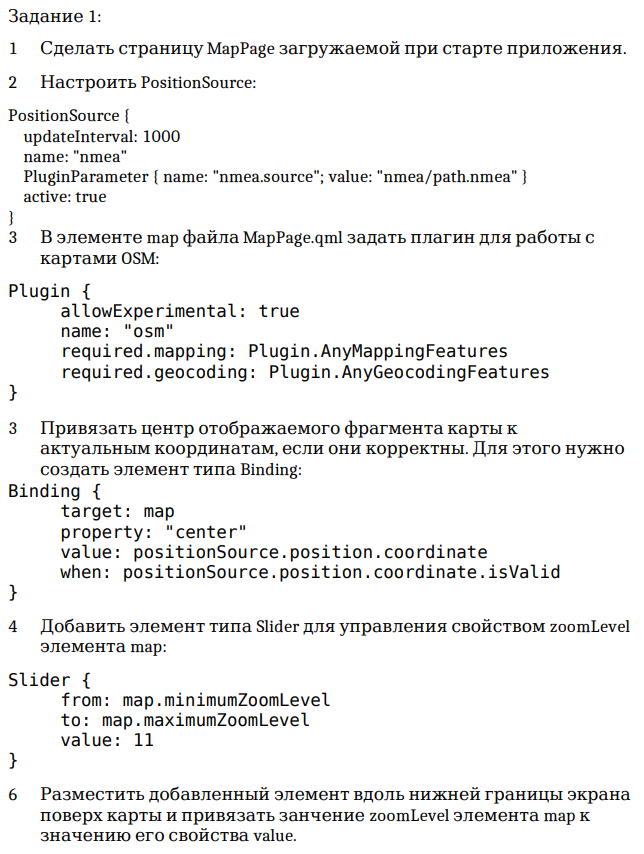 Задание 1:
1 Сделать страницу MapPage загружаемой при старте приложения.
2 Настроить PositionSource:
PositionSource {
updateInterval: 1000
name: "nmea"
PluginParameter { name: "nmea.source"; value: "nmea/path.nmea" }
active: true
}
3 В элементе map файла MapPage.qml задать плагин для работы с
картами OSM:
Plugin {
allowExperimental: true
name: "osm"
required.mapping: Plugin.AnyMappingFeatures
required.geocoding: Plugin.AnyGeocodingFeatures
}
3 Привязать центр отображаемого фрагмента карты к
актуальным координатам, если они корректны. Для этого нужно
создать элемент типа Binding:
Binding {
target: map
property: "center"
value: positionSource.position.coordinate
when: positionSource.position.coordinate.isValid
}
4 Добавить элемент типа Slider для управления свойством zoomLevel
элемента map:
Slider {
from: map.minimumZoomLevel
to: map.maximumZoomLevel
value: 11
}
6 Разместить добавленный элемент вдоль нижней границы экрана
поверх карты и привязать занчение zoomLevel элемента map к
значению его свойства value.